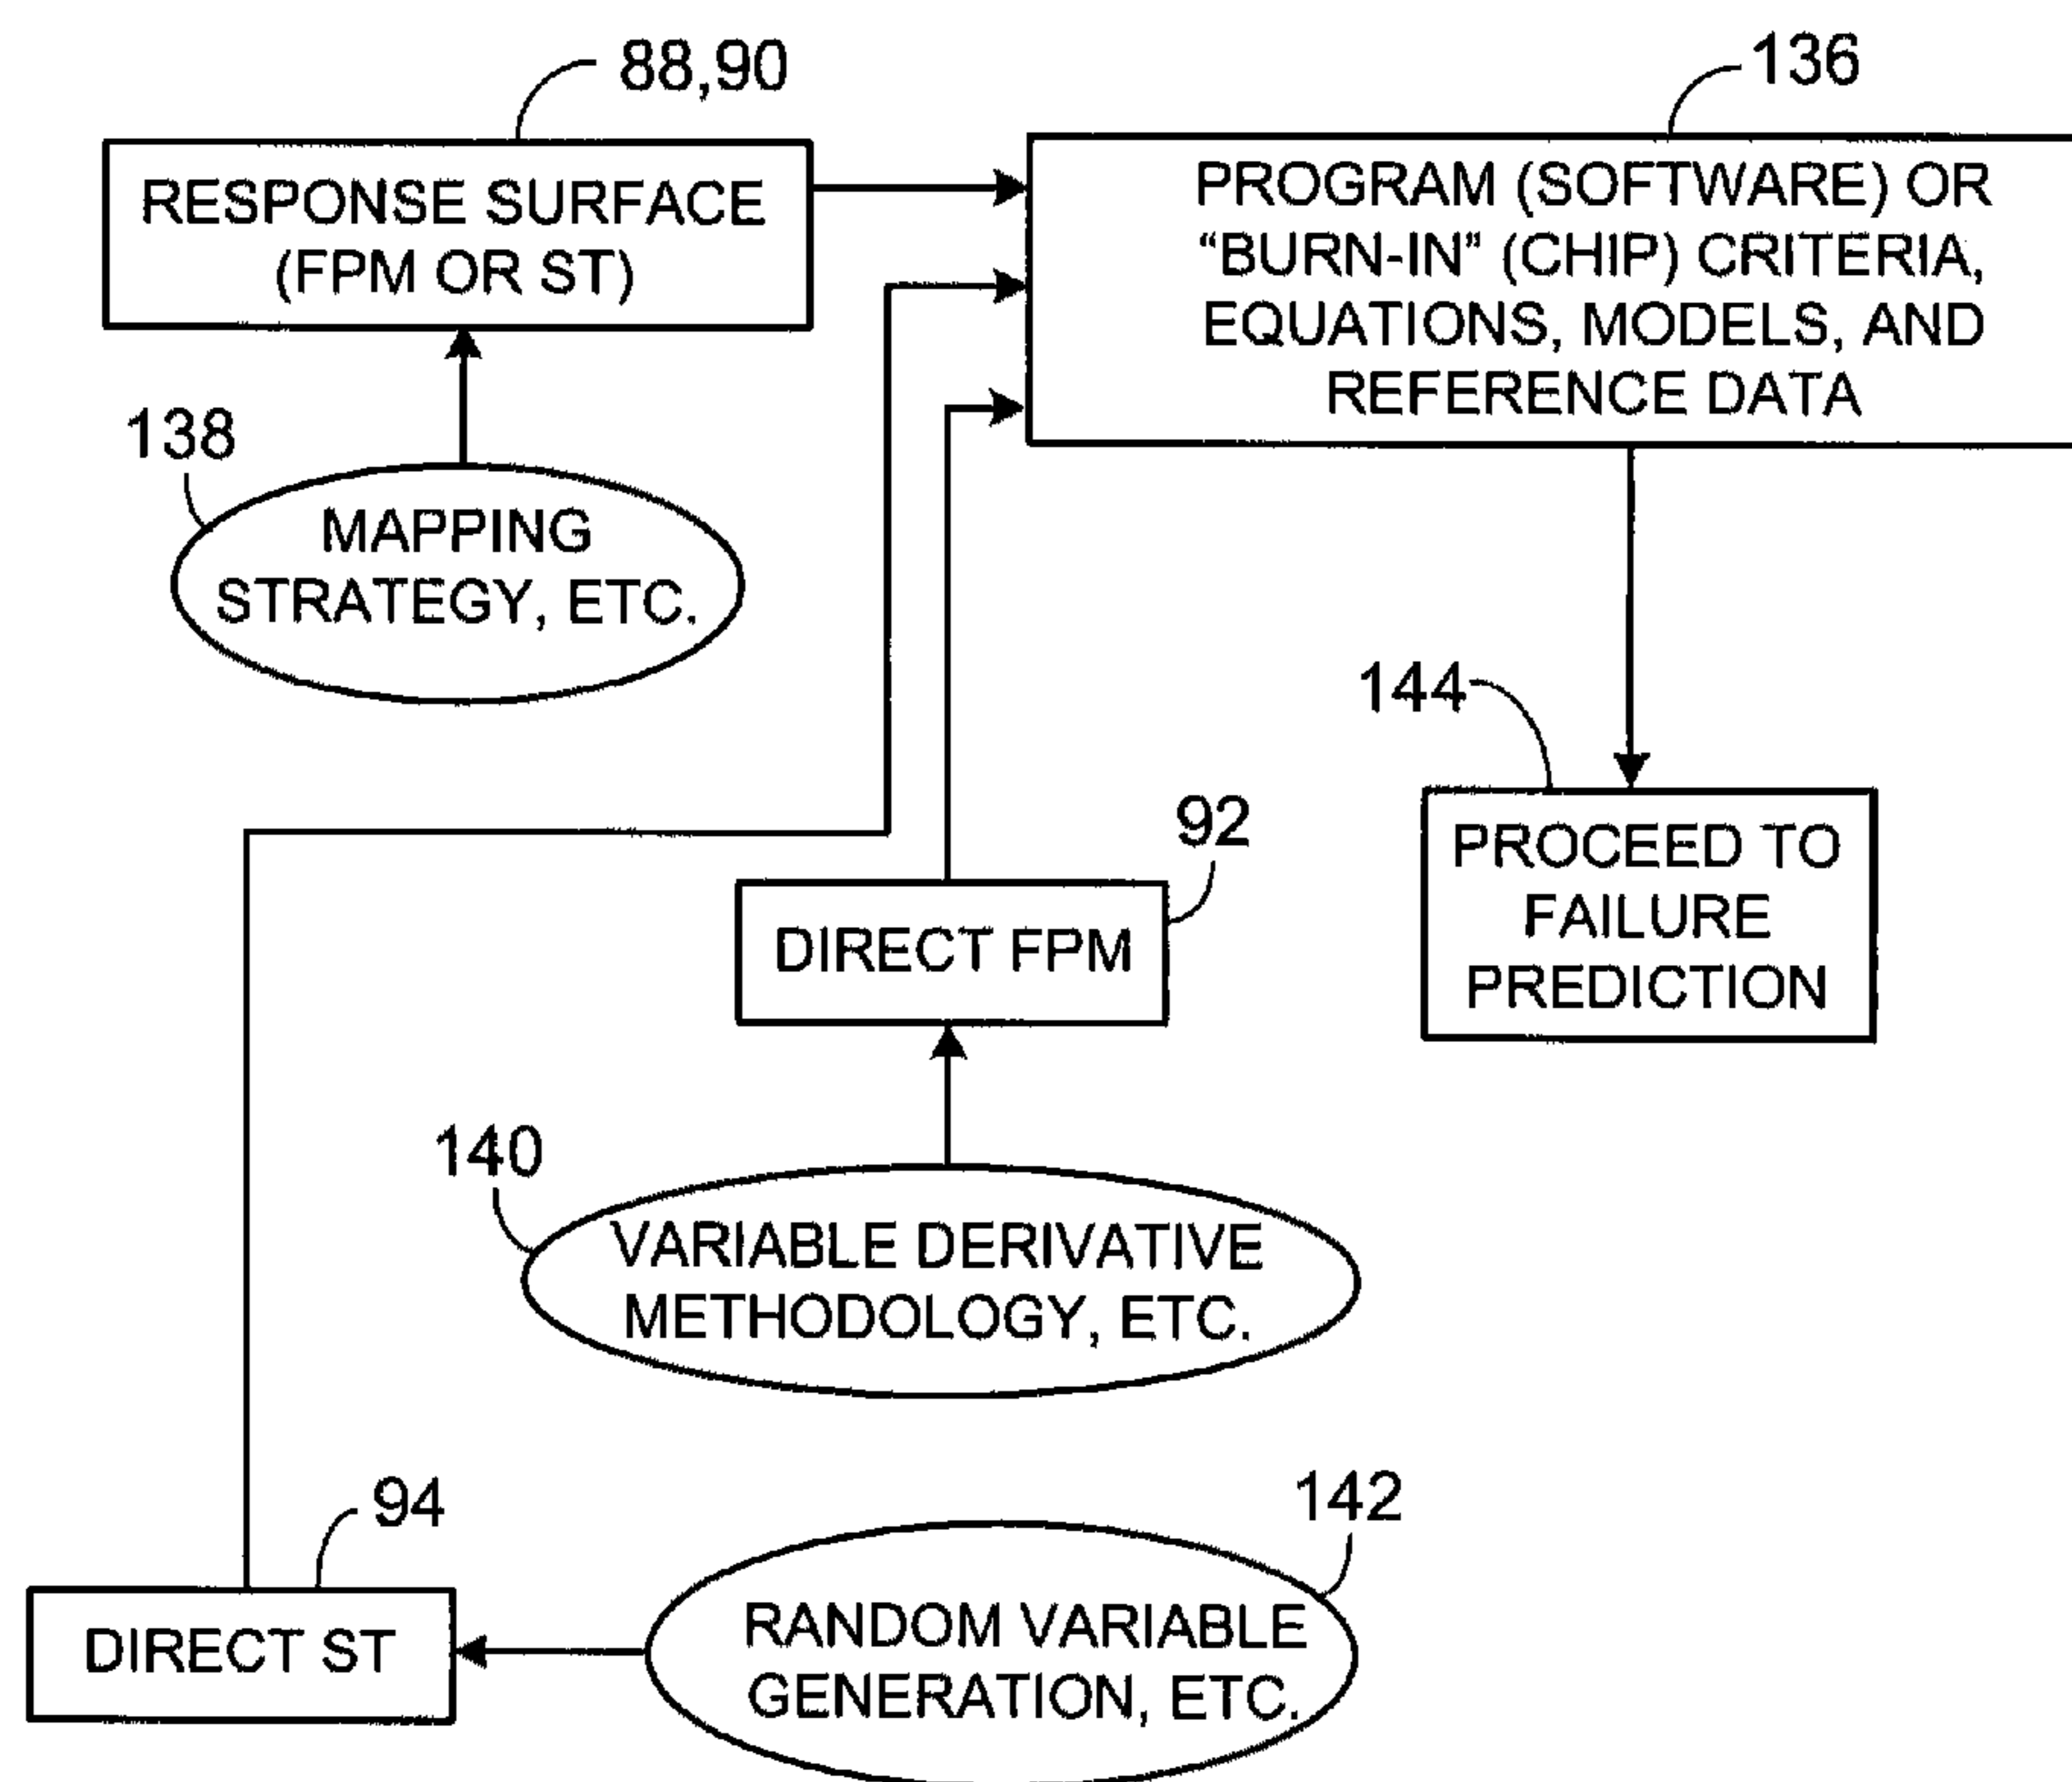 88,90
136
RESPONSE SURFACE
(FPM OR ST)
PROGRAM (SOFTWARE) OR
“BURN-IN” (CHIP) CRITERIA,
EQUATIONS, MODELS, AND
REFERENCE DATA
138
MAPPING
STRATEGY, ETC.
144
PROCEED TO
FAILURE
PREDICTION
92
DIRECT FPM
140
VARIABLE DERIVATIVE
METHODOLOGY, ETC.
94
DIRECT ST
142
RANDOM VARIABLE
GENERATION, ETC.